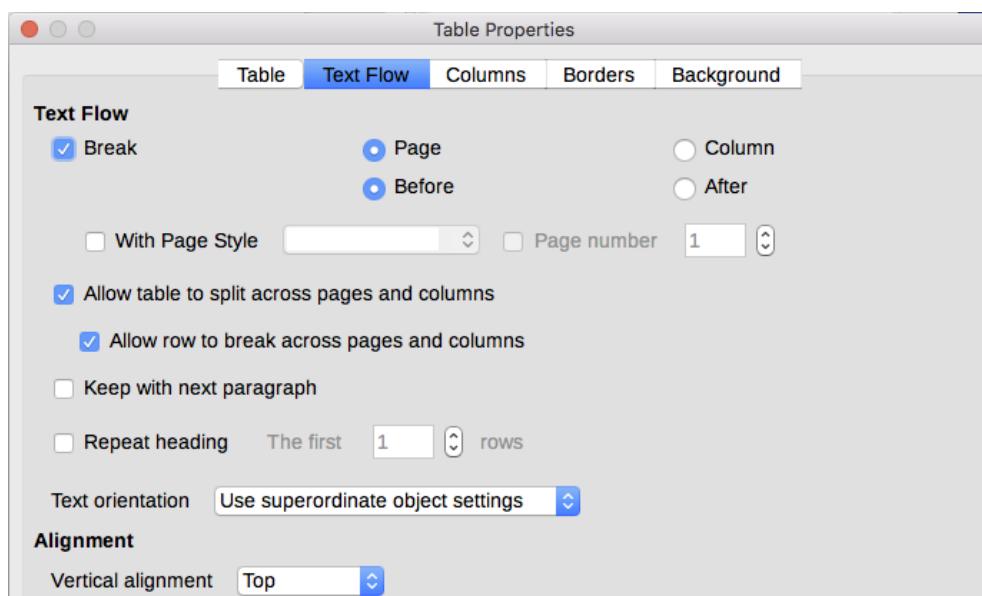 Table Properties
Table Text Flow Columns Borders Background
Text Flow
Break Page Column
Before After
With Page Style Page number 1
Allow table to split across pages and columns
Allow row to break across pages and columns
Keep with next paragraph
Repeat heading The first 1 rows
Text orientation Use superordinate object settings
Alignment
Vertical alignment Top